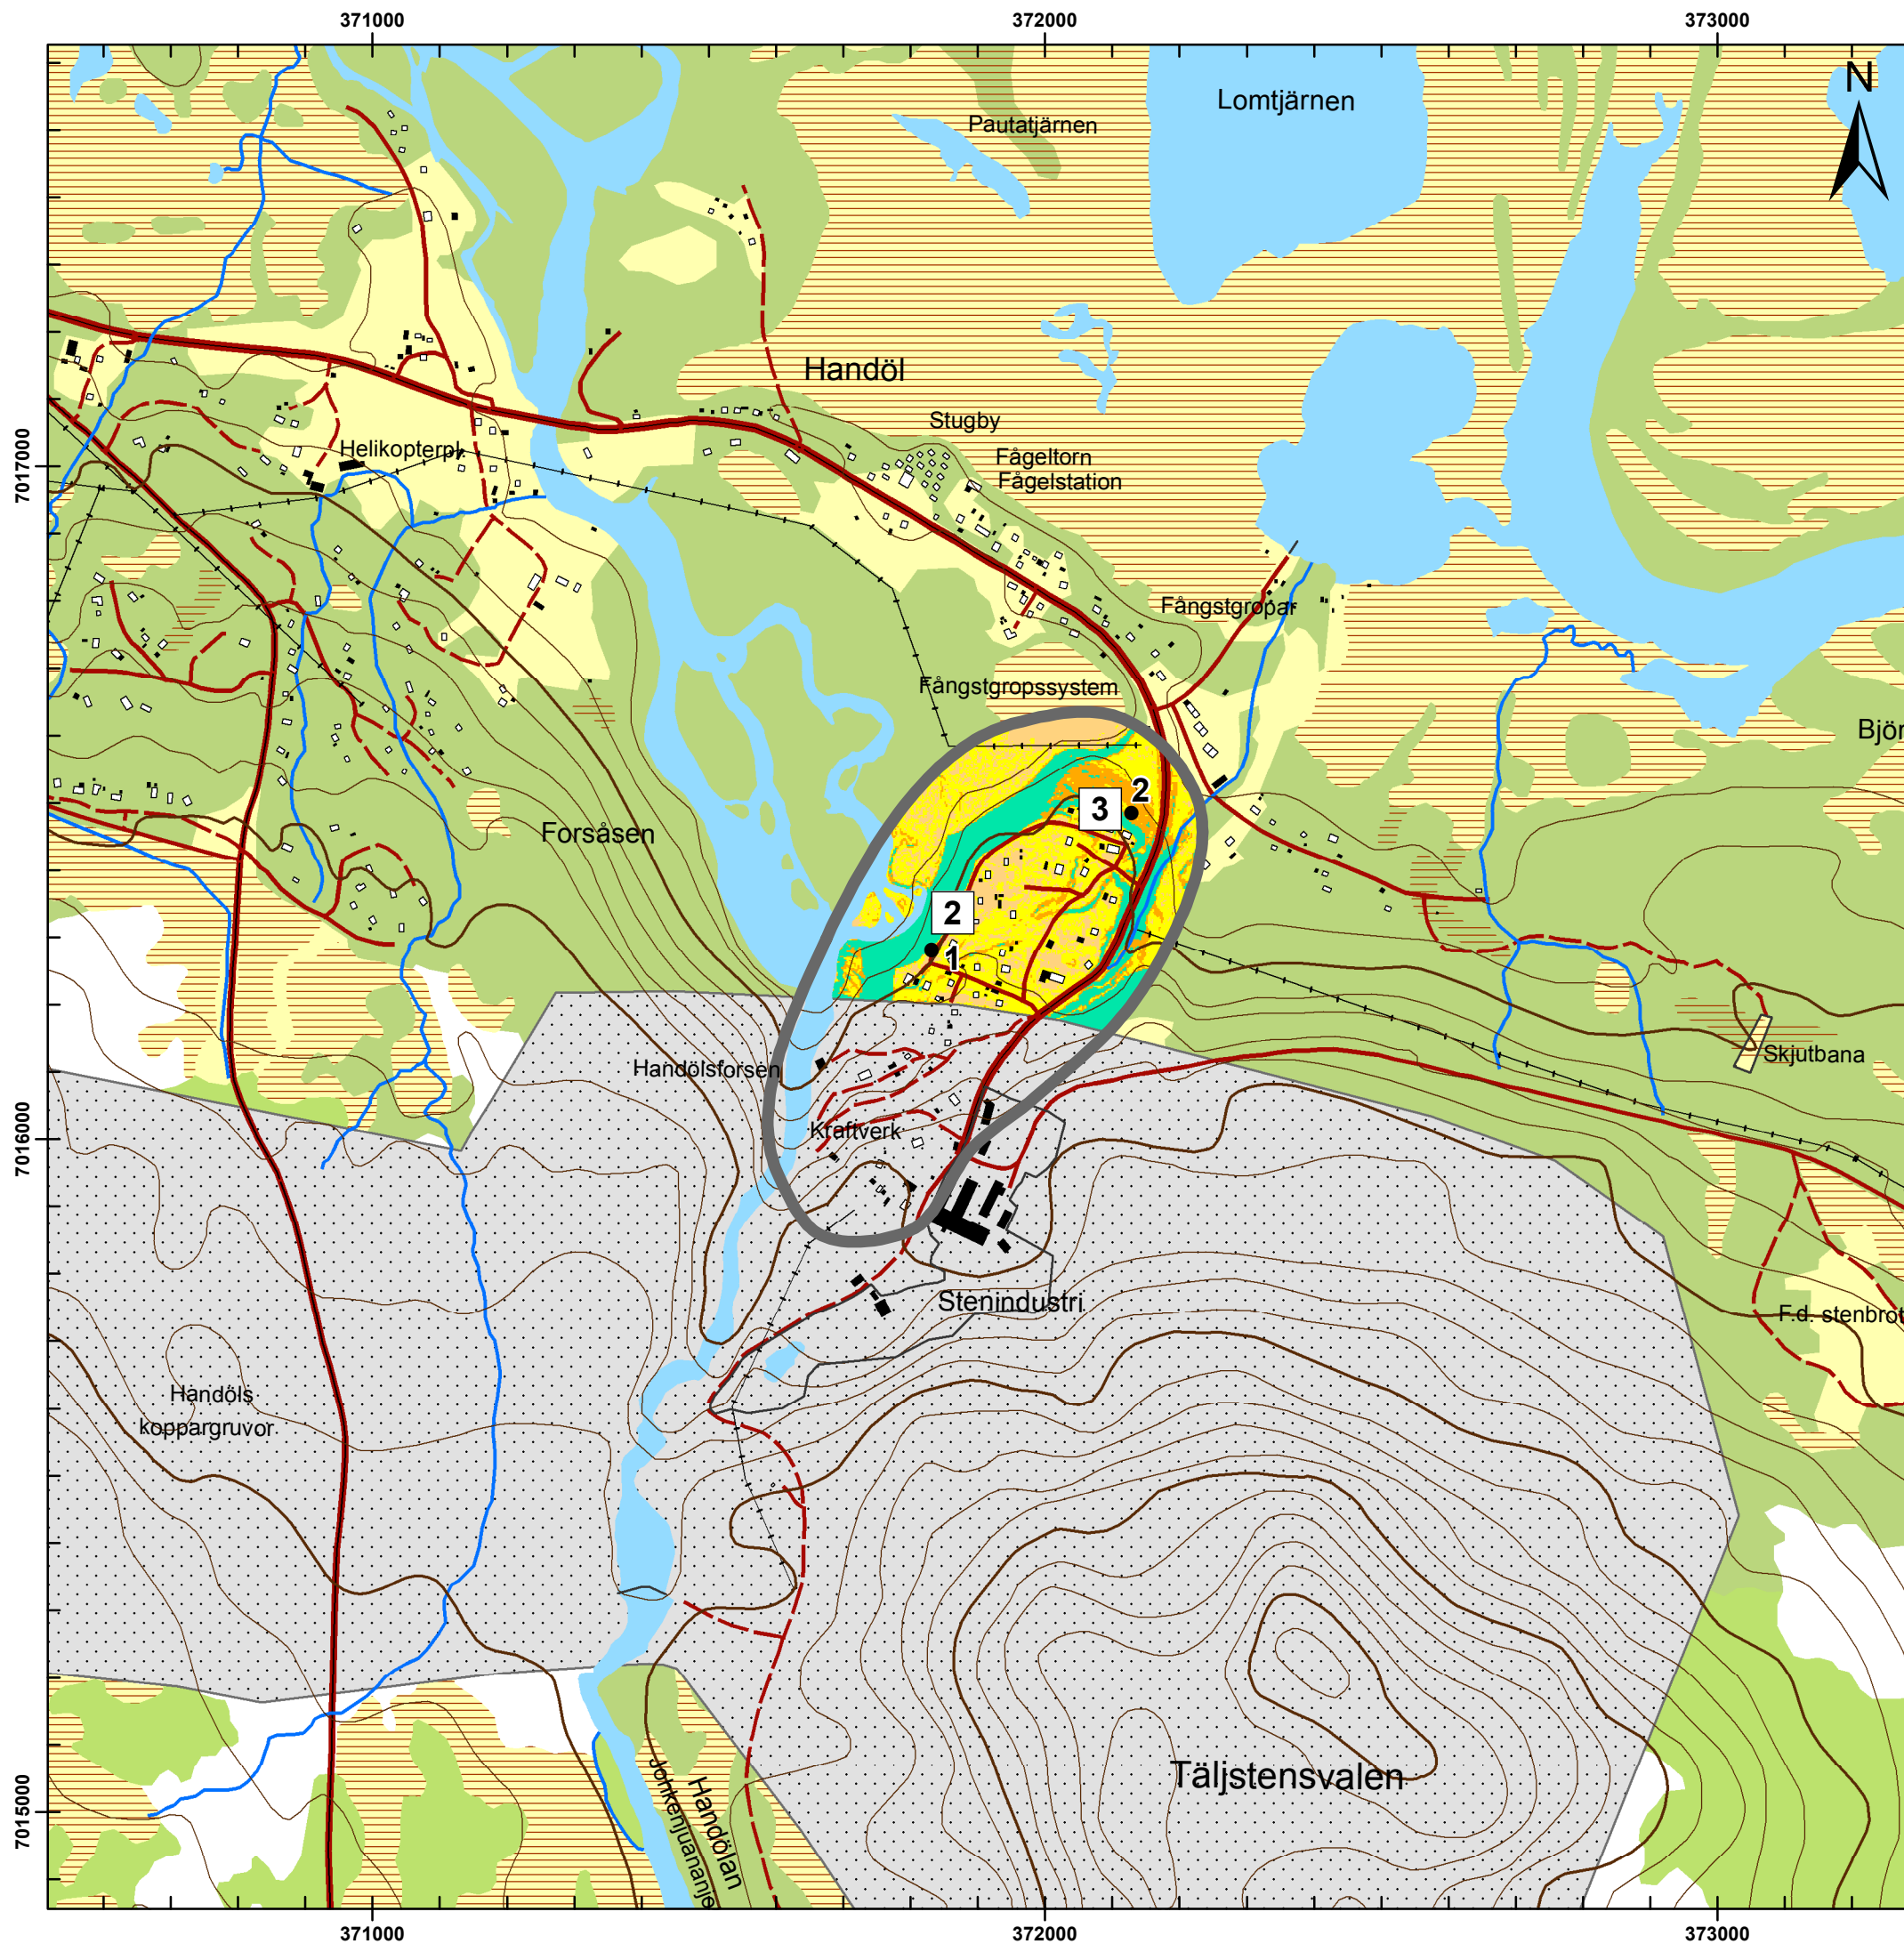 371000
372000
373000
N
Lomtjärnen
Pautatjärnen
Handöl
Stugby
Helikopterpl.
Fågeltorn
Fågelstation
7017000
Fångstgropar
Fångstgropssystem
Björ
2
3
Forsåsen
2
1
Handölsforsen
Skjutbana
Kraftverk
7016000
Stenindustri
F.d. stenbrot
Handöls
koppargruvor
Täljstensvalen
Handölan
7015000
371000
372000
373000